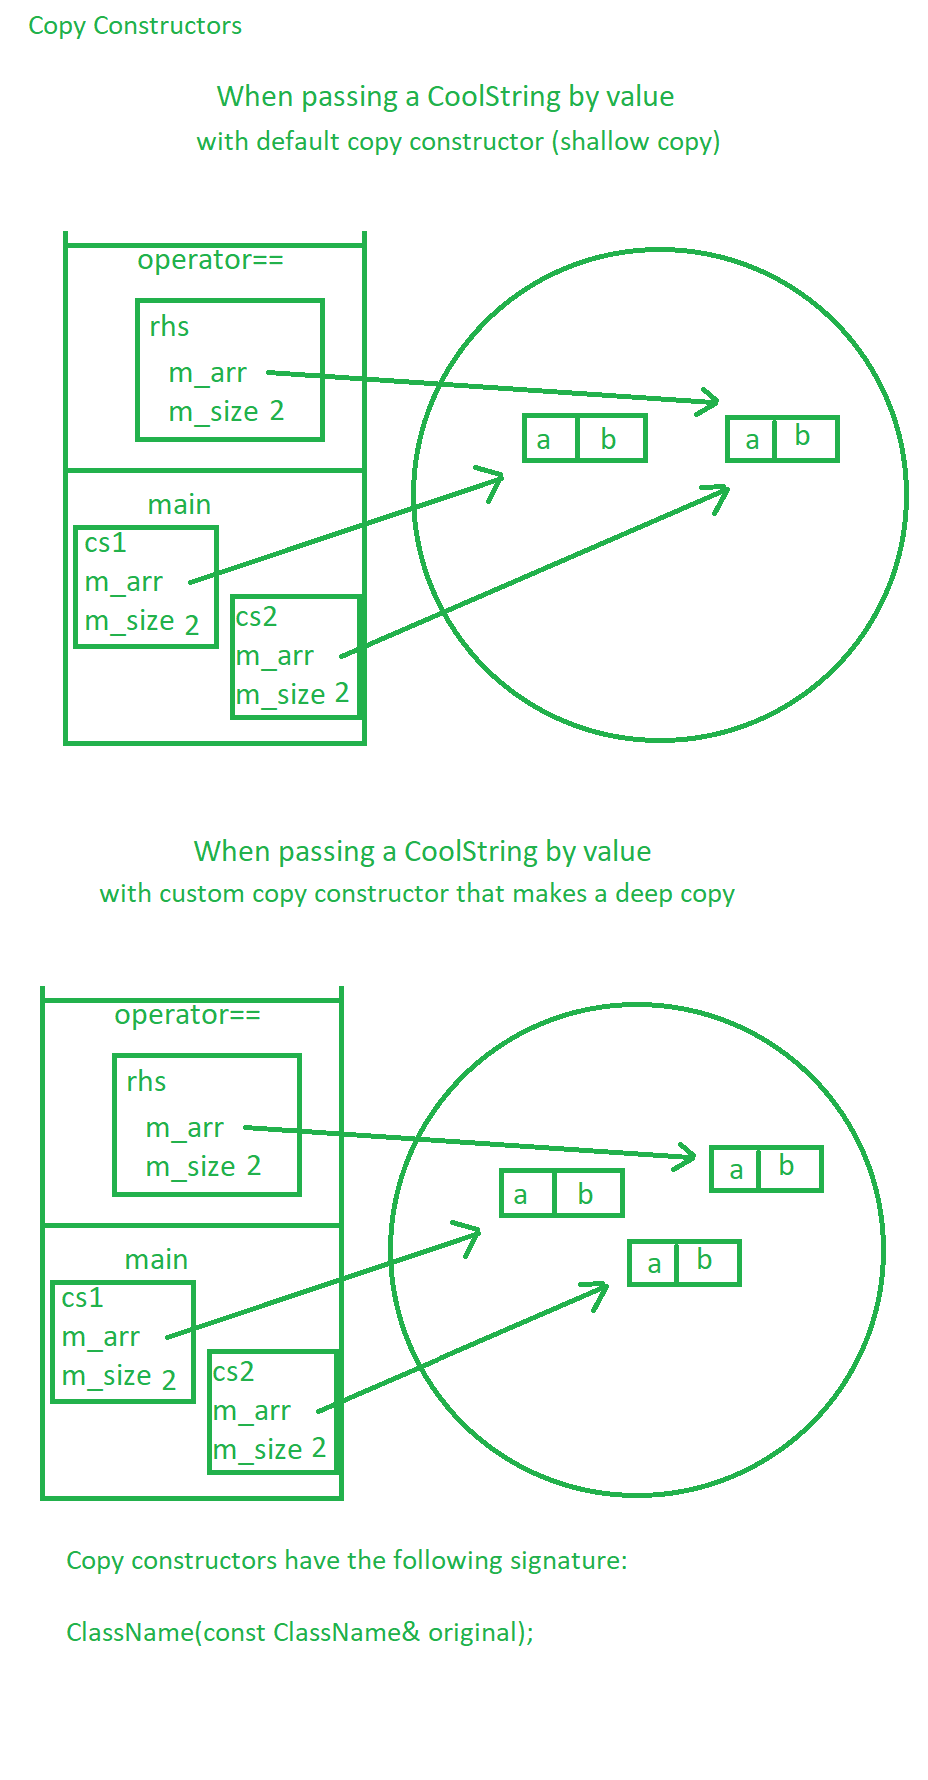 Copy Constructors
When passing a CoolString by value
with default copy constructor (shallow copy)
operator==
rhs
m_arr
m_size 2
a b
a b
main
cs1
m_arr
m_size 2
cs2
m_arr
m_size 2
When passing a CoolString by value
with custom copy constructor that makes a deep copy
operator==
rhs
m_arr
m_size 2
a b
a b
a b
main
cs1
m_arr
m_size 2
cs2
m_arr
m_size 2
Copy constructors have the following signature:
ClassName(const ClassName& original);